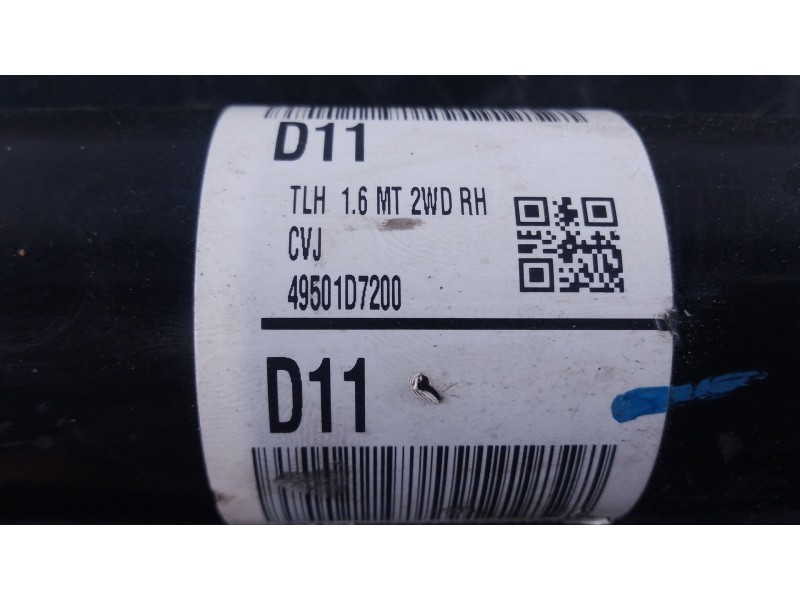 D11
TLH 1.6 MT 2WD RH
CVJ
49501D7200
D11